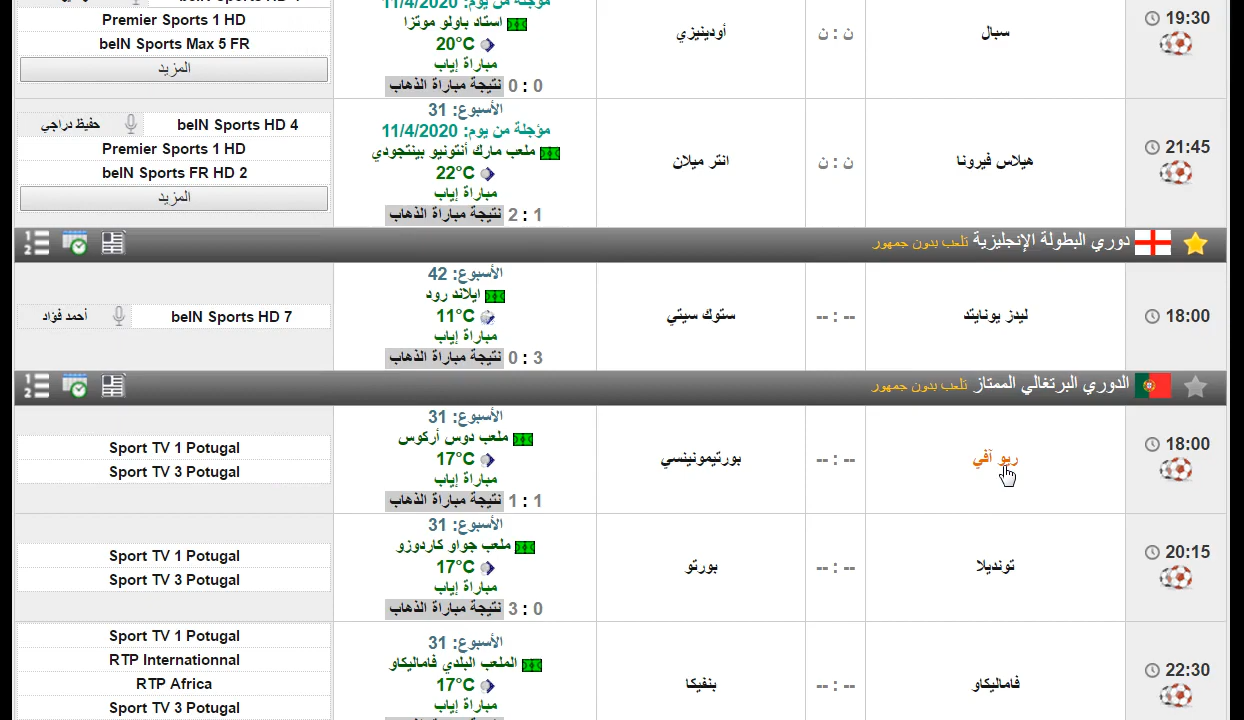 19:30
سبال
ن : ن
أودينيزي
مؤجلة من يوم: 11/4/2020
استاد باولو موتزا
20°C
مباراة إياب
نتيجة مباراة الذهاب 0 : 0
Premier Sports 1 HD
beIN Sports Max 5 FR
المزيد
21:45
هيلاس فيرونا
ن : ن
انتر ميلان
الأسبوع: 31
مؤجلة من يوم: 11/4/2020
ملعب مارك أنتونيو بينتجودي
22°C
مباراة إياب
نتيجة مباراة الذهاب 2 : 1
beIN Sports HD 4 حفيظ دراجي
Premier Sports 1 HD
beIN Sports FR HD 2
المزيد
دوري البطولة الإنجليزية تلعب بدون جمهور
18:00
ليدز يونايتد
-- : --
ستوك سيتي
الأسبوع: 42
ايلاند رود
11°C
مباراة إياب
نتيجة مباراة الذهاب 0 : 3
beIN Sports HD 7 أحمد فؤاد
الدوري البرتغالي الممتاز تلعب بدون جمهور
18:00
ريو آفي
-- : --
بورتيمونينسي
الأسبوع: 31
ملعب دوس أركوس
17°C
مباراة إياب
نتيجة مباراة الذهاب 1 : 1
Sport TV 1 Potugal
Sport TV 3 Potugal
20:15
تونديلا
-- : --
بورتو
الأسبوع: 31
ملعب جواو كاردوزو
17°C
مباراة إياب
نتيجة مباراة الذهاب 3 : 0
Sport TV 1 Potugal
Sport TV 3 Potugal
22:30
فاماليكاو
-- : --
بنفيكا
الأسبوع: 31
الملعب البلدي فاماليكاو
17°C
مباراة إياب
Sport TV 1 Potugal
RTP Internationnal
RTP Africa
Sport TV 3 Potugal